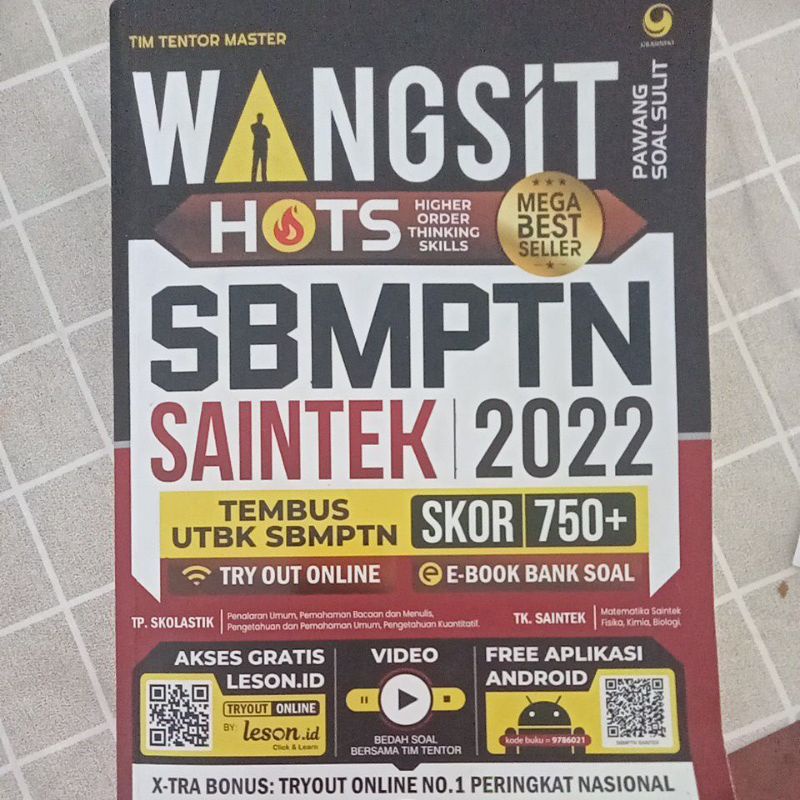 TIM TENTOR MASTER
WANGSIT
PAWANG
SOAL SULIT
HOTS
HIGHER
ORDER
THINKING
SKILLS
MEGA
BEST
SELLER
SBMPTN
SAINTEK | 2022
TEMBUS
UTBK SBMPTN
SKOR 750+
TRY OUT ONLINE
E-BOOK BANK SOAL
TP. SKOLASTIK
Penalaran Umum, Pemahaman Bacaan dan Menulis,
Pengetahuan dan Pemahaman Umum, Pengetahuan Kuantitatif.
TK. SAINTEK
Matematika Saintek
Fisika, Kimia, Biologi.
AKSES GRATIS
LESON.ID
TRYOUT ONLINE
BY: leson.id
Click & Learn
VIDEO
BEDAH SOAL
BERSAMA TIM TENTOR
FREE APLIKASI
ANDROID
kode buku = 9786021
SBMPTN SAINTEK
X-TRA BONUS: TRYOUT ONLINE NO.1 PERINGKAT NASIONAL